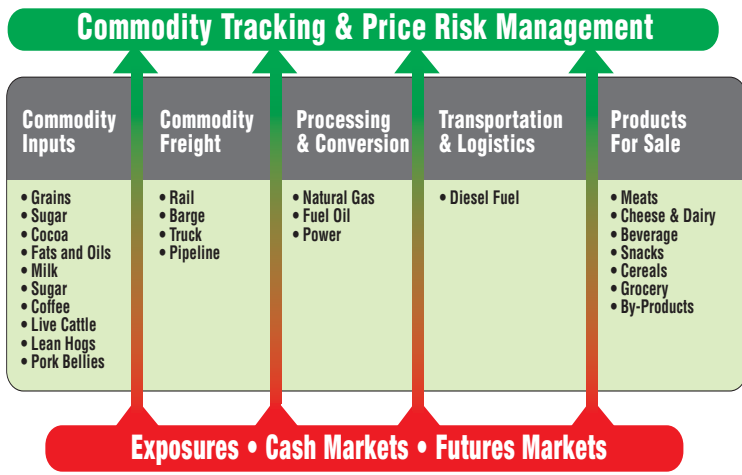 Commodity Tracking & Price Risk Management
Commodity
Inputs
• Grains
• Sugar
• Cocoa
• Fats and Oils
• Milk
• Sugar
• Coffee
• Live Cattle
• Lean Hogs
• Pork Bellies
Commodity
Freight
• Rail
• Barge
• Truck
• Pipeline
Processing
& Conversion
• Natural Gas
• Fuel Oil
• Power
Transportation
& Logistics
• Diesel Fuel
Products
For Sale
• Meats
• Cheese & Dairy
• Beverage
• Snacks
• Cereals
• Grocery
• By-Products
Exposures • Cash Markets • Futures Markets